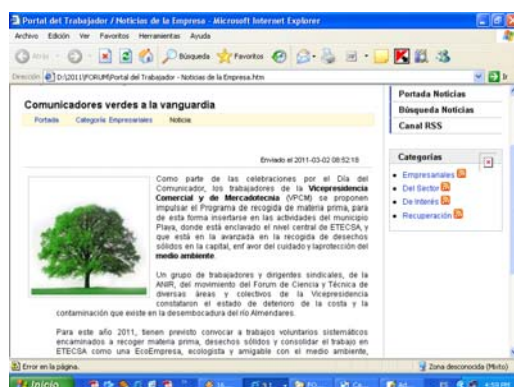 Portal del Trabajador / Noticias de la Empresa - Microsoft Internet Explorer
Archivo Edición Ver Favoritos Herramientas Ayuda
Atrás Búsqueda Favoritos
Dirección D:\2011\FORUM\Portal del Trabajador - Noticias de la Empresa.htm Ir
Comunicadores verdes a la vanguardia
Portada Categoría: Empresariales Noticia
Enviado el 2011-03-02 08:52:18
Como parte de las celebraciones por el Día del
Comunicador, los trabajadores de la Vicepresidencia
Comercial y de Mercadotecnia (VPCM) se proponen
impulsar el Programa de recogida de materia prima, para
de esta forma insertarse en las actividades del municipio
Playa, donde está enclavado el nivel central de ETECSA, y
que está en la avanzada en la recogida de desechos
sólidos en la capital, enf avor del cuidado y laprotección del
medio ambiente.
Un grupo de trabajadores y dirigentes sindicales, de la
ANIR, del movimiento del Forum de Ciencia y Técnica de
diversas áreas y colectivos de la Vicepresidencia
constataron el estado de deterioro de la costa y la
contaminación que existe en la desembocadura del río Almendares.
Para este año 2011, tienen previsto convocar a trabajos voluntarios sistemáticos
encaminados a recoger materia prima, desechos sólidos y consolidar el trabajo en
ETECSA como una EcoEmpresa, ecologista y amigable con el medio ambiente,
Portada Noticias
Búsqueda Noticias
Canal RSS
Categorías
Empresariales
Del Sector
De Interés
Recuperación
Error en la página. Zona desconocida (Mixto)
Inicio ES 4:59 PM